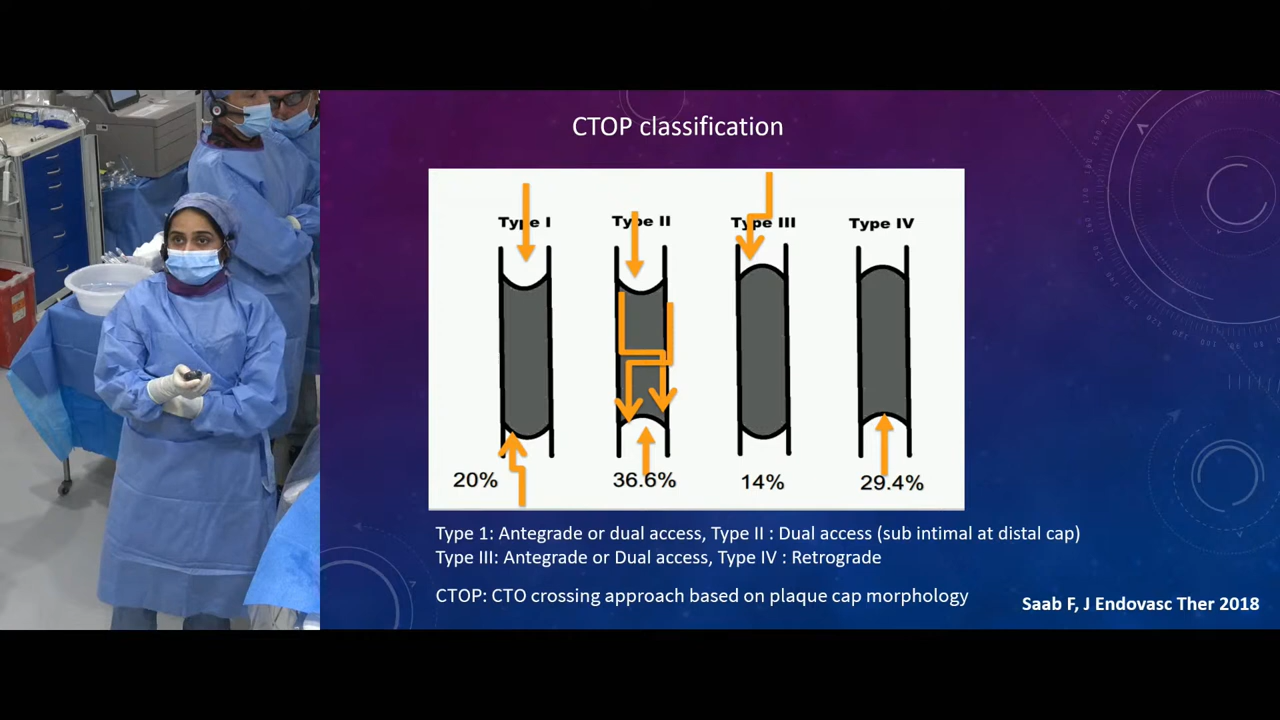 CTOP classification
Type I
Type II
Type III
Type IV
20%
36.6%
14%
29.4%
Type 1: Antegrade or dual access, Type II : Dual access (sub intimal at distal cap)
Type III: Antegrade or Dual access, Type IV : Retrograde
CTOP: CTO crossing approach based on plaque cap morphology
Saab F, J Endovasc Ther 2018